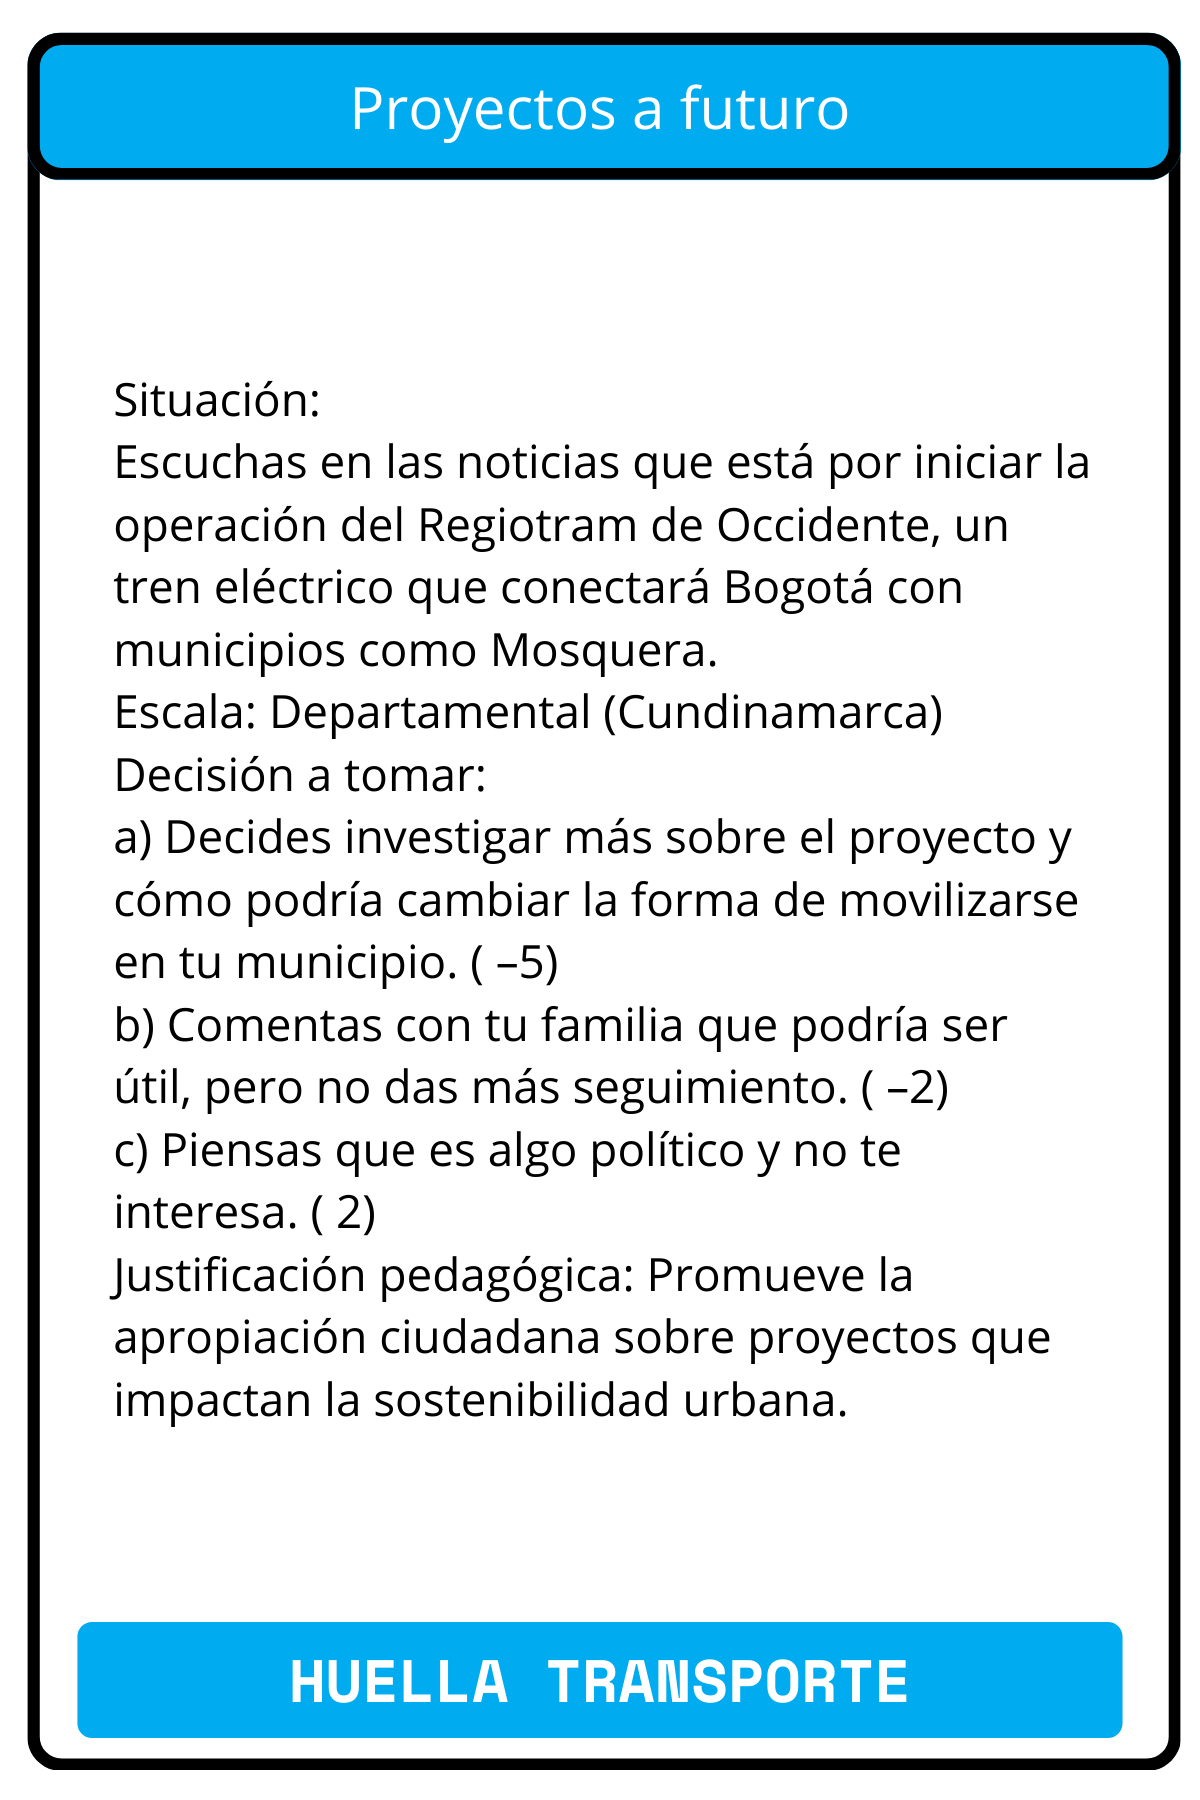 Proyectos a futuro
Situación:
Escuchas en las noticias que está por iniciar la
operación del Regiotram de Occidente, un
tren eléctrico que conectará Bogotá con
municipios como Mosquera.
Escala: Departamental (Cundinamarca)
Decisión a tomar:
a) Decides investigar más sobre el proyecto y
cómo podría cambiar la forma de movilizarse
en tu municipio. ( –5)
b) Comentas con tu familia que podría ser
útil, pero no das más seguimiento. ( –2)
c) Piensas que es algo político y no te
interesa. ( 2)
Justificación pedagógica: Promueve la
apropiación ciudadana sobre proyectos que
impactan la sostenibilidad urbana.
HUELLA TRANSPORTE